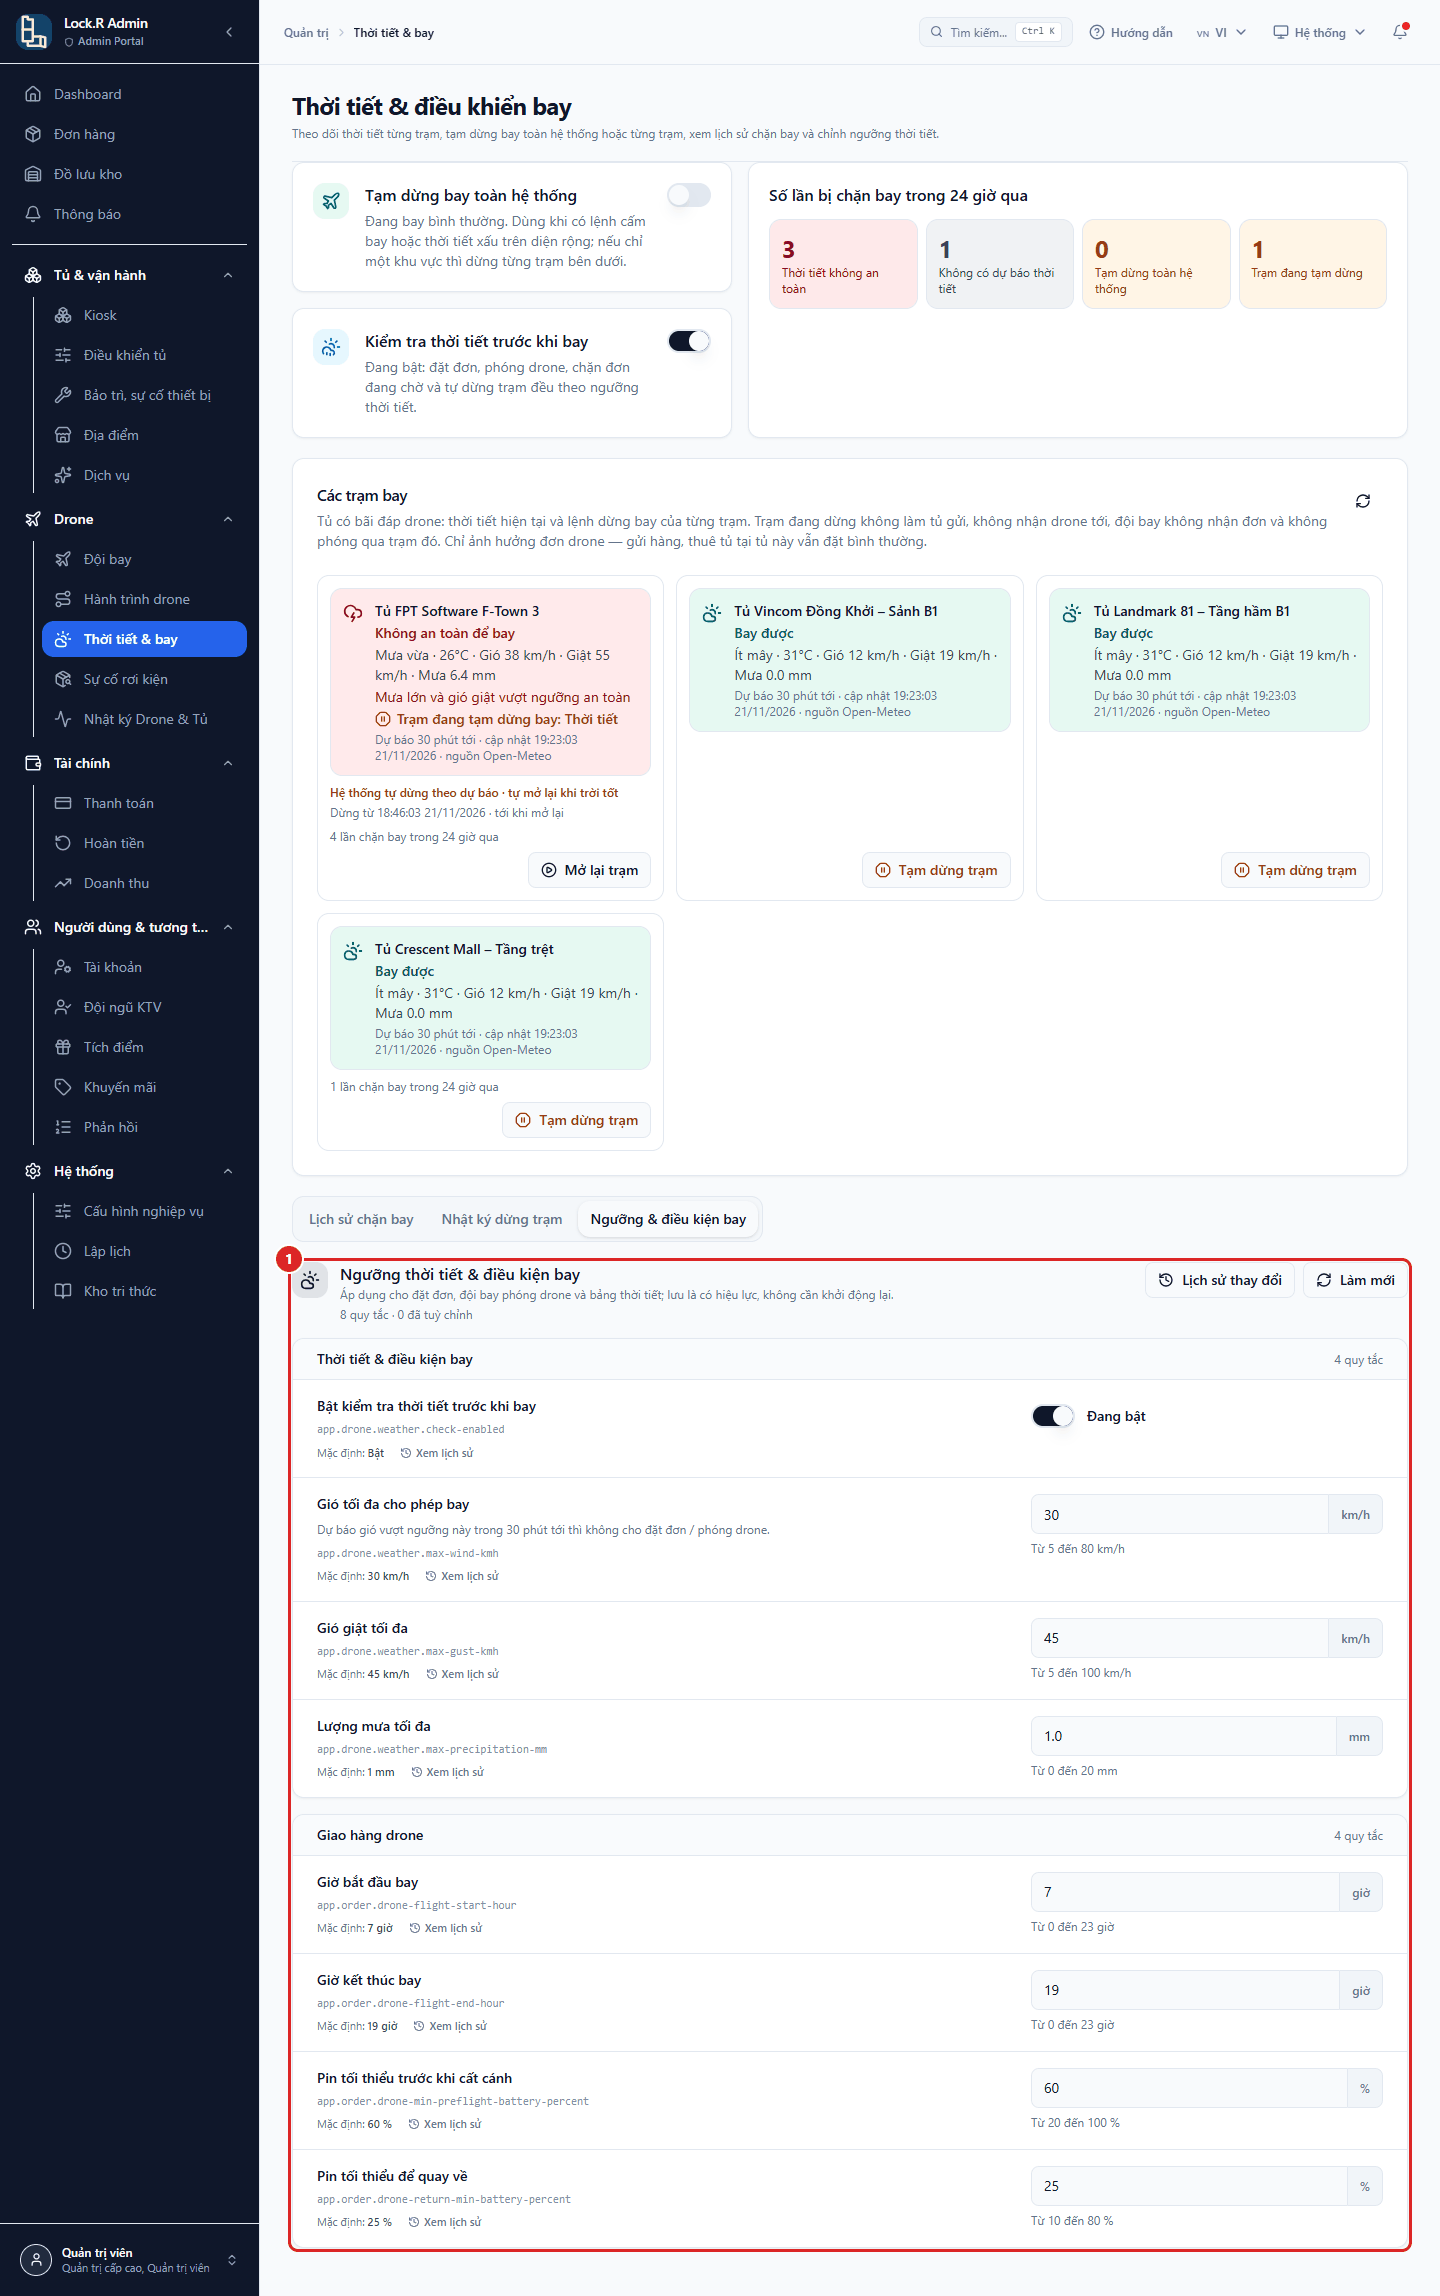 Lock.R Admin
Admin Portal
Dashboard
Đơn hàng
Đồ lưu kho
Thông báo
Tủ & vận hành
Kiosk
Điều khiển tủ
Bảo trì, sự cố thiết bị
Địa điểm
Dịch vụ
Drone
Đội bay
Hành trình drone
Thời tiết & bay
Sự cố rơi kiện
Nhật ký Drone & Tủ
Tài chính
Thanh toán
Hoàn tiền
Doanh thu
Người dùng & tương t...
Tài khoản
Đội ngũ KTV
Tích điểm
Khuyến mãi
Phản hồi
Hệ thống
Cấu hình nghiệp vụ
Lập lịch
Kho tri thức
Quản trị viên
Quản trị cấp cao, Quản trị viên
Quản trị > Thời tiết & bay
Tìm kiếm... Ctrl K
Hướng dẫn
VN VI
Hệ thống
Thời tiết & điều khiển bay
Theo dõi thời tiết từng trạm, tạm dừng bay toàn hệ thống hoặc từng trạm, xem lịch sử chặn bay và chỉnh ngưỡng thời tiết.
Tạm dừng bay toàn hệ thống
Đang bay bình thường. Dùng khi có lệnh cấm
bay hoặc thời tiết xấu trên diện rộng; nếu chỉ
một khu vực thì dừng từng trạm bên dưới.
Kiểm tra thời tiết trước khi bay
Đang bật: đặt đơn, phóng drone, chặn đơn
đang chờ và tự dừng trạm đều theo ngưỡng
thời tiết.
Số lần bị chặn bay trong 24 giờ qua
3
Thời tiết không an
toàn
1
Không có dự báo thời
tiết
0
Tạm dừng toàn hệ
thống
1
Trạm đang tạm dừng
Các trạm bay
Tủ có bãi đáp drone: thời tiết hiện tại và lệnh dừng bay của từng trạm. Trạm đang dừng không làm tủ gửi, không nhận drone tới, đội bay không nhận đơn và không
phóng qua trạm đó. Chỉ ảnh hưởng đơn drone — gửi hàng, thuê tủ tại tủ này vẫn đặt bình thường.
Tủ FPT Software F-Town 3
Không an toàn để bay
Mưa vừa · 26°C · Gió 38 km/h · Giật 55
km/h · Mưa 6.4 mm
Mưa lớn và gió giật vượt ngưỡng an toàn
Trạm đang tạm dừng bay: Thời tiết
Dự báo 30 phút tới · cập nhật 19:23:03
21/11/2026 · nguồn Open-Meteo
Hệ thống tự dừng theo dự báo · tự mở lại khi trời tốt
Dừng từ 18:46:03 21/11/2026 · tới khi mở lại
4 lần chặn bay trong 24 giờ qua
Mở lại trạm
Tủ Vincom Đồng Khởi – Sảnh B1
Bay được
Ít mây · 31°C · Gió 12 km/h · Giật 19 km/h ·
Mưa 0.0 mm
Dự báo 30 phút tới · cập nhật 19:23:03
21/11/2026 · nguồn Open-Meteo
Tạm dừng trạm
Tủ Landmark 81 – Tầng hầm B1
Bay được
Ít mây · 31°C · Gió 12 km/h · Giật 19 km/h ·
Mưa 0.0 mm
Dự báo 30 phút tới · cập nhật 19:23:03
21/11/2026 · nguồn Open-Meteo
Tạm dừng trạm
Tủ Crescent Mall – Tầng trệt
Bay được
Ít mây · 31°C · Gió 12 km/h · Giật 19 km/h ·
Mưa 0.0 mm
Dự báo 30 phút tới · cập nhật 19:23:03
21/11/2026 · nguồn Open-Meteo
1 lần chặn bay trong 24 giờ qua
Tạm dừng trạm
Lịch sử chặn bay
Nhật ký dừng trạm
Ngưỡng & điều kiện bay
1
Ngưỡng thời tiết & điều kiện bay
Áp dụng cho đặt đơn, đội bay phóng drone và bảng thời tiết; lưu là có hiệu lực, không cần khởi động lại.
8 quy tắc · 0 đã tuỳ chỉnh
Lịch sử thay đổi
Làm mới
Thời tiết & điều kiện bay
4 quy tắc
Bật kiểm tra thời tiết trước khi bay
app.drone.weather.check-enabled
Mặc định: Bật Xem lịch sử
Đang bật
Gió tối đa cho phép bay
Dự báo gió vượt ngưỡng này trong 30 phút tới thì không cho đặt đơn / phóng drone.
app.drone.weather.max-wind-kmh
Mặc định: 30 km/h Xem lịch sử
30 km/h
Từ 5 đến 80 km/h
Gió giật tối đa
app.drone.weather.max-gust-kmh
Mặc định: 45 km/h Xem lịch sử
45 km/h
Từ 5 đến 100 km/h
Lượng mưa tối đa
app.drone.weather.max-precipitation-mm
Mặc định: 1 mm Xem lịch sử
1.0 mm
Từ 0 đến 20 mm
Giao hàng drone
4 quy tắc
Giờ bắt đầu bay
app.order.drone-flight-start-hour
Mặc định: 7 giờ Xem lịch sử
7 giờ
Từ 0 đến 23 giờ
Giờ kết thúc bay
app.order.drone-flight-end-hour
Mặc định: 19 giờ Xem lịch sử
19 giờ
Từ 0 đến 23 giờ
Pin tối thiểu trước khi cất cánh
app.order.drone-min-preflight-battery-percent
Mặc định: 60 % Xem lịch sử
60 %
Từ 20 đến 100 %
Pin tối thiểu để quay về
app.order.drone-return-min-battery-percent
Mặc định: 25 % Xem lịch sử
25 %
Từ 10 đến 80 %